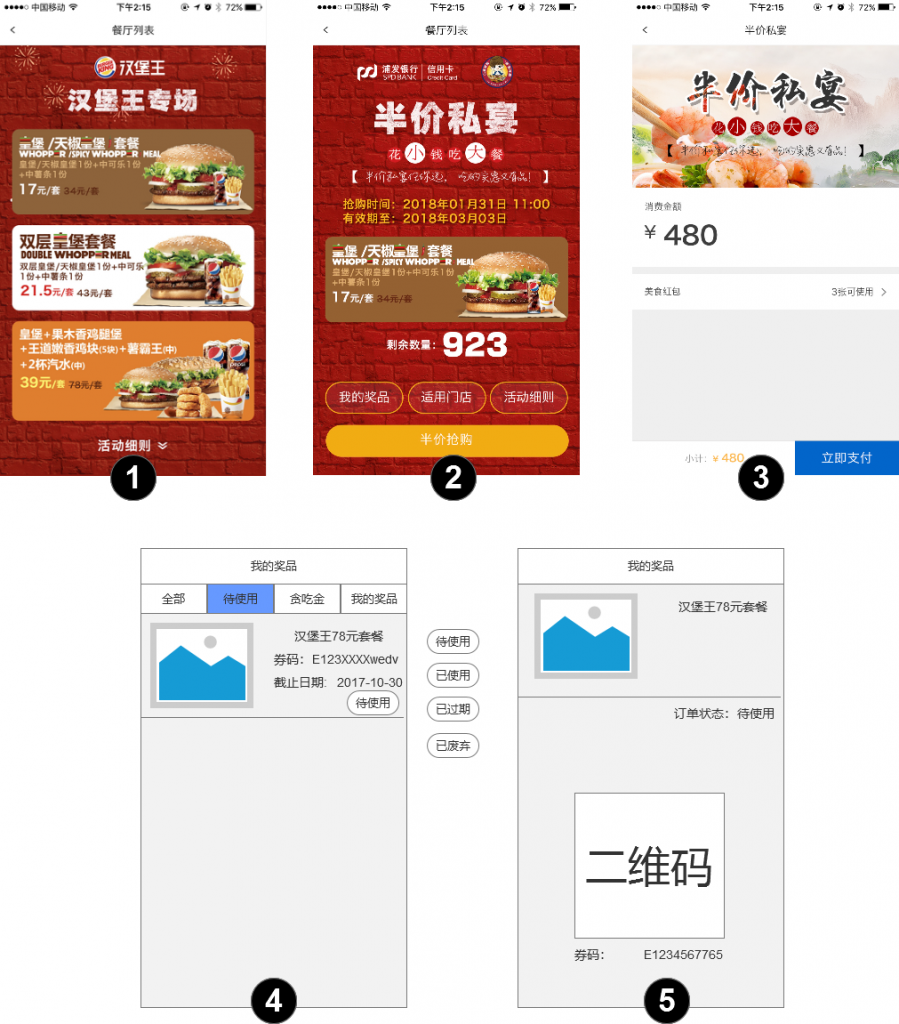 中国移动 下午2:15 72%
餐厅列表
BURGER KING 汉堡王
汉堡王专场
皇堡/天椒皇堡 套餐
WHOPPER/SPICY WHOPPER MEAL
皇堡/天椒皇堡1份+中可乐1份
+中薯条1份
17元/套 34元/套
双层皇堡套餐
DOUBLE WHOPPER MEAL
双层皇堡/天椒皇堡1份+中可乐
1份+中薯条1份
21.5元/套 43元/套
皇堡+果木香鸡腿堡
+王道嫩香鸡块(5块)+薯霸王(中)
+2杯汽水(中)
39元/套 78元/套
活动细则
1
中国移动 下午2:15 72%
餐厅列表
浦发银行 信用卡
SPD BANK Credit Card
半价私宴
花小钱吃大餐
【半价私宴亿味选，吃的实惠又有品!】
抢购时间：2018年01月31日 11:00
有效期至：2018年03月03日
皇堡/天椒皇堡 套餐
WHOPPER/SPICY WHOPPER MEAL
皇堡/天椒皇堡1份+中可乐1份
+中薯条1份
17元/套 34元/套
剩余数量：923
我的奖品 适用门店 活动细则
半价抢购
2
中国移动 下午2:15 72%
半价私宴
半价私宴
花小钱吃大餐
【半价私宴亿味选，吃的实惠又有品!】
消费金额
¥ 480
美食红包 3张可使用
小计：¥ 480 立即支付
3
我的奖品
全部 待使用 贪吃金 我的奖品
汉堡王78元套餐
券码：E123XXXXwedv
截止日期： 2017-10-30
待使用
4
待使用
已使用
已过期
已废弃
我的奖品
汉堡王78元套餐
订单状态：待使用
二维码
券码： E1234567765
5